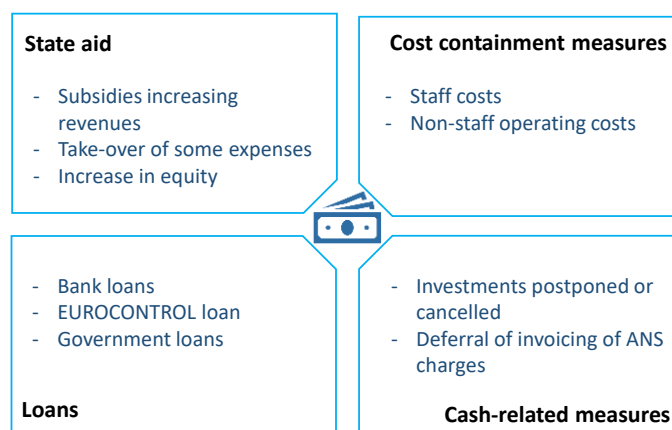 State aid
- Subsidies increasing
revenues
- Take-over of some expenses
- Increase in equity
Cost containment measures
- Staff costs
- Non-staff operating costs
- Bank loans
- EUROCONTROL loan
- Government loans
Loans
- Investments postponed or
cancelled
- Deferral of invoicing of ANS
charges
Cash-related measures